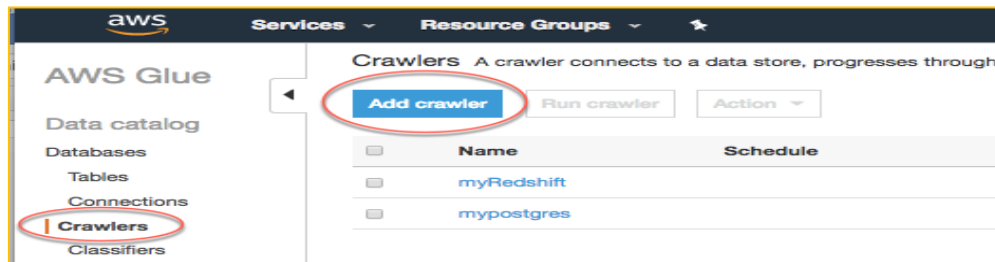 aws Services Resource Groups
AWS Glue
Crawlers A crawler connects to a data store, progresses through
Add crawler Run crawler Action
Data catalog
Databases
Tables
Connections
Crawlers
Classifiers
Name Schedule
myRedshift
mypostgres